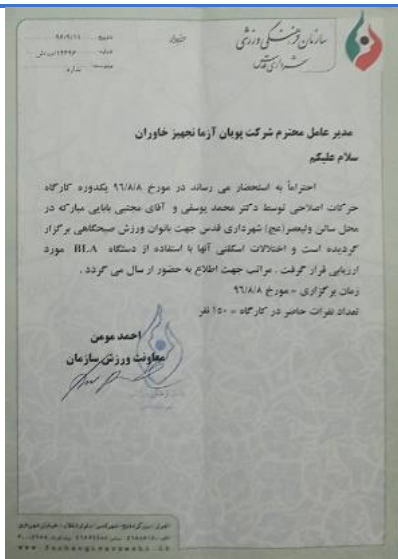 سازمان فرهنگی ورزشی
شهرداری قدس
تاریخ
شماره
پیوست ندارد
مدیر عامل محترم شرکت پویان آزما تجهیز خاوران
سلام علیکم
احتراماً به استحضار می رساند در مورخ ۹۶/۸/۸ یکدوره کارگاه
حرکات اصلاحی توسط دکتر محمد یوسفی و آقای مجتبی بابایی مبارکه در
محل سالن ولیعصر(عج) شهرداری قدس جهت بانوان ورزش صبحگاهی برگزار
گردیده است و اختلالات اسکلتی آنها با استفاده از دستگاه BLA مورد
ارزیابی قرار گرفت . مراتب جهت اطلاع به حضور ارسال می گردد .
زمان برگزاری = مورخ ۹۶/۸/۸
تعداد نفرات حاضر در کارگاه = ۱۵۰ نفر
احمد مومن
معاونت ورزش سازمان